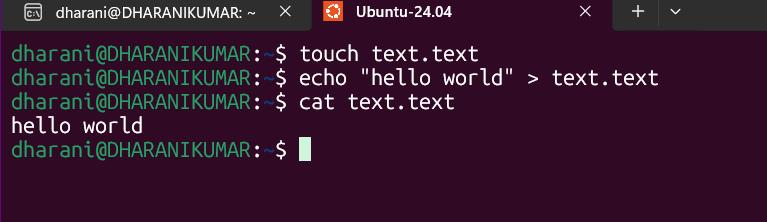 dharani@DHARANIKUMAR: ~
Ubuntu-24.04
dharani@DHARANIKUMAR:~$ touch text.text
dharani@DHARANIKUMAR:~$ echo "hello world" > text.text
dharani@DHARANIKUMAR:~$ cat text.text
hello world
dharani@DHARANIKUMAR:~$